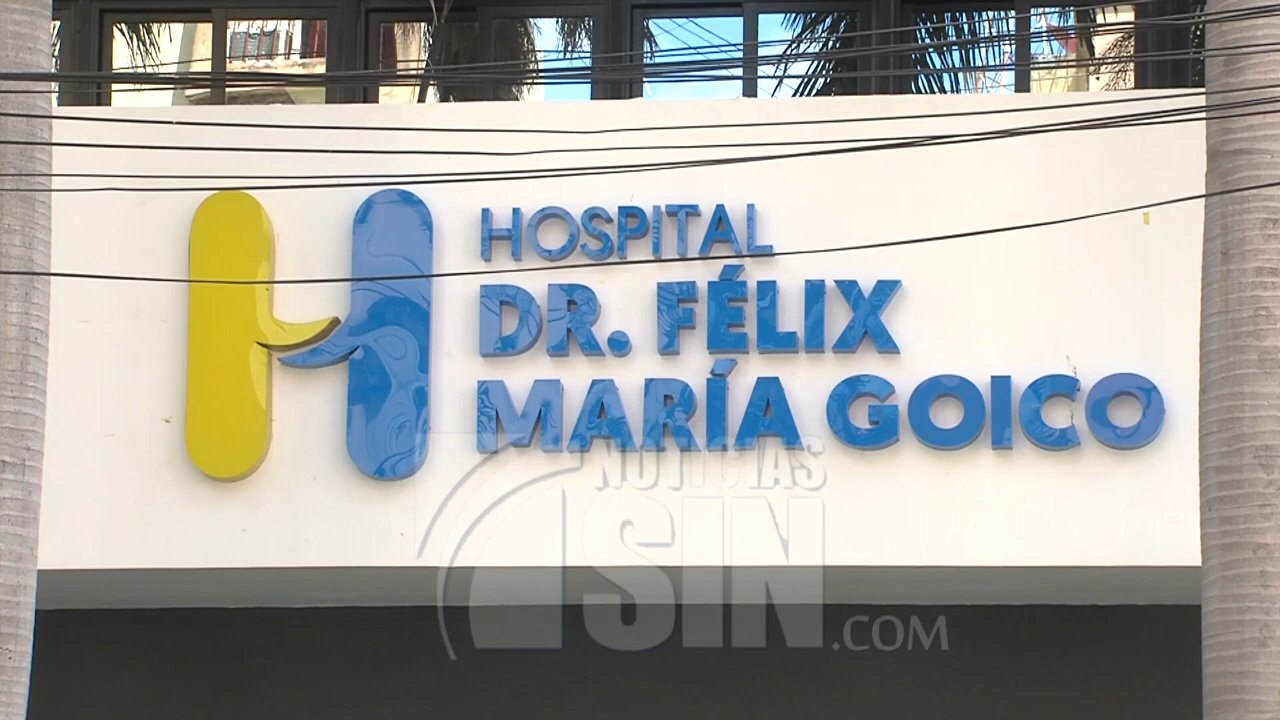 HOSPITAL
DR. FÉLIX
MARÍA GOICO
NOTICIAS
SIN
.COM